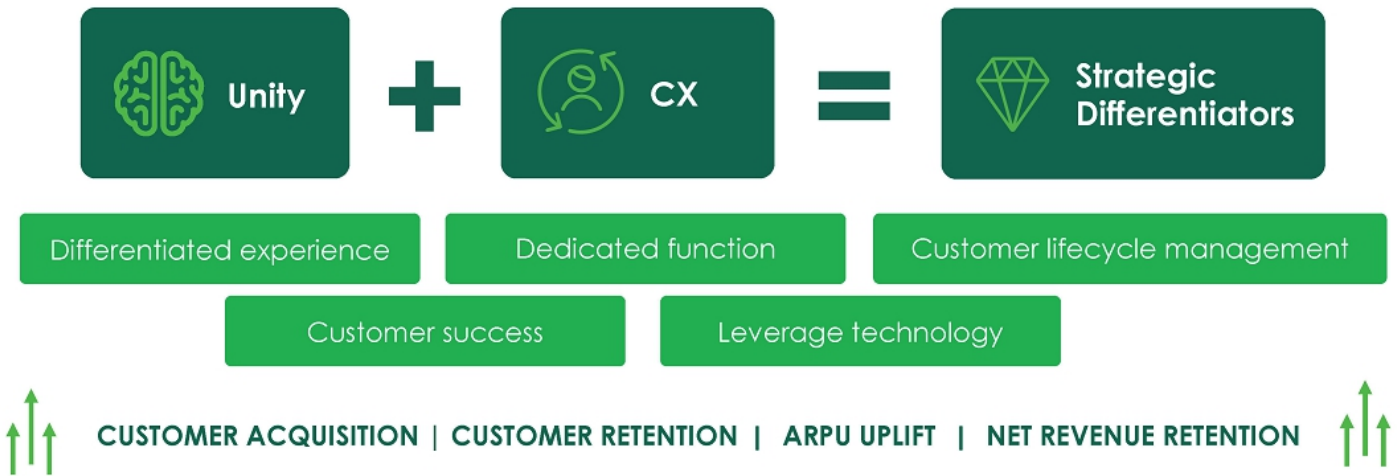 Unity
CX
Strategic
Differentiators
Differentiated experience
Dedicated function
Customer lifecycle management
Customer success
Leverage technology
CUSTOMER ACQUISITION | CUSTOMER RETENTION | ARPU UPLIFT | NET REVENUE RETENTION